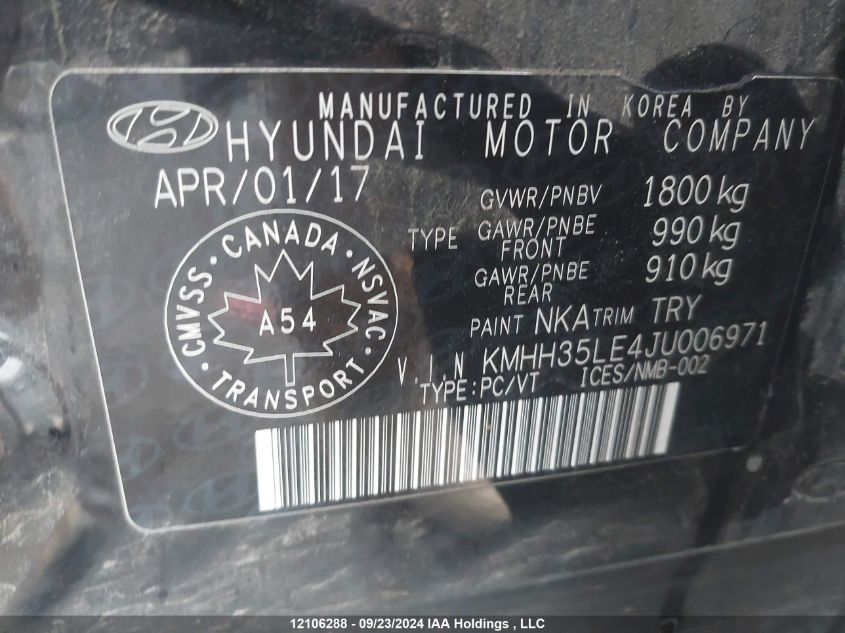 MANUFACTURED IN KOREA BY
HYUNDAI MOTOR COMPANY
APR/01/17
GVWR/PNBV 1800 kg
TYPE GAWR/PNBE FRONT 990 kg
GAWR/PNBE REAR 910 kg
PAINT NKA TRIM TRY
V.I.N KMHH35LE4JU006971
TYPE:PC/VT ICES/NMB-002
CMVSS · CANADA · NSVAC · TRANSPORT ·
A54
12106288 - 09/23/2024 IAA Holdings , LLC